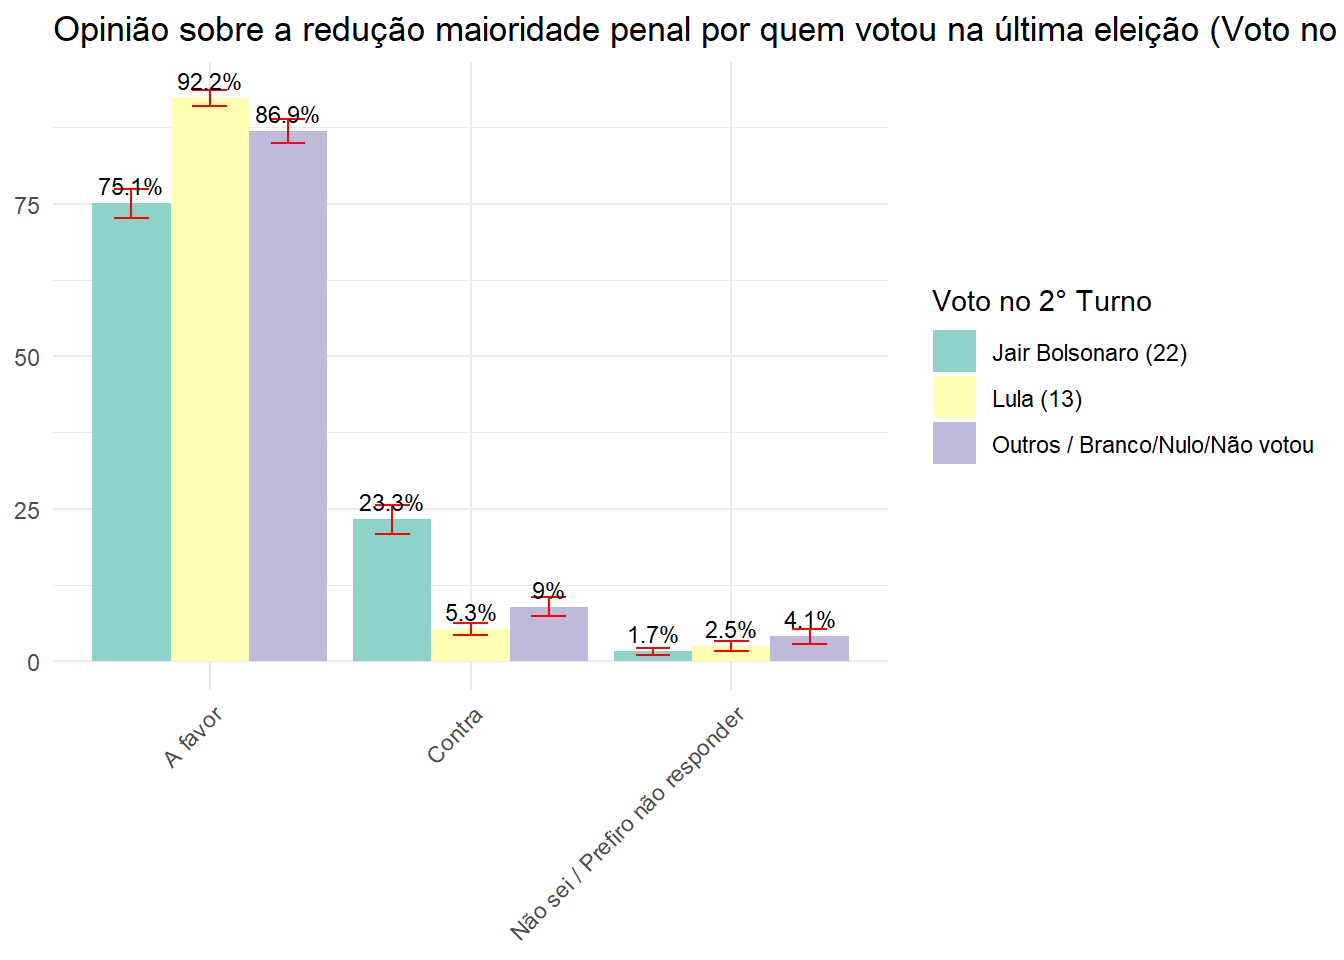 Opinião sobre a redução maioridade penal por quem votou na última eleição (Voto no
92.2%
86.9%
75.1%
75
50
25
0
23.3%
5.3%
9%
1.7%
2.5%
4.1%
A favor
Contra
Não sei / Prefiro não responder
Voto no 2° Turno
Jair Bolsonaro (22)
Lula (13)
Outros / Branco/Nulo/Não votou